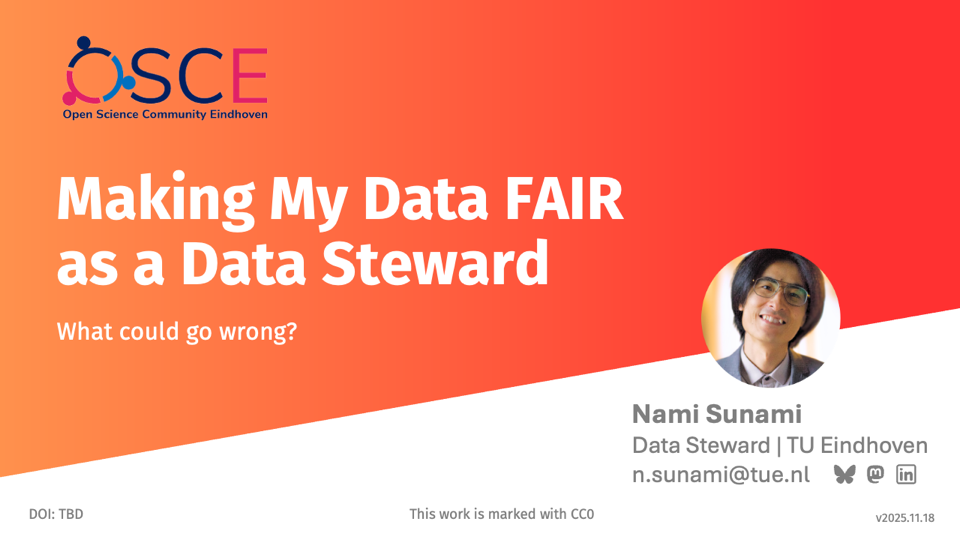 OSCE
Open Science Community Eindhoven
Making My Data FAIR
as a Data Steward
What could go wrong?
Nami Sunami
Data Steward | TU Eindhoven
n.sunami@tue.nl
in
DOI: TBD
This work is marked with CC0
v2025.11.18